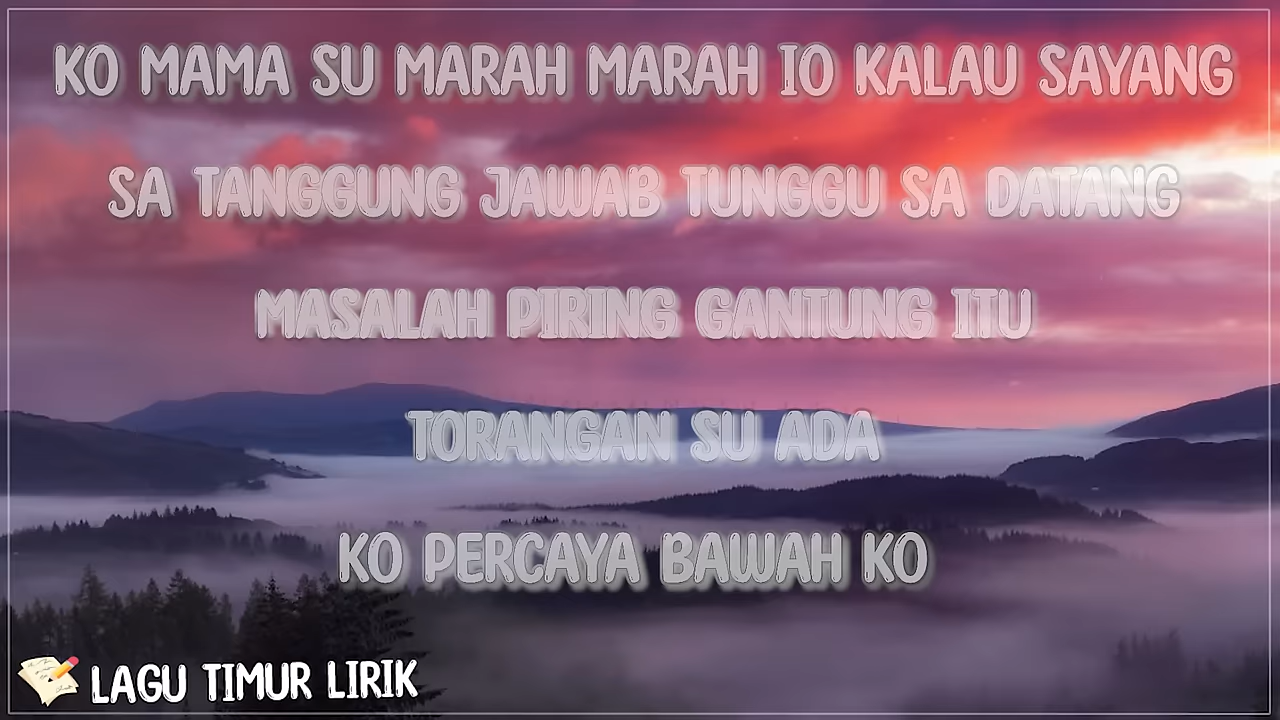 KO MAMA SU MARAH MARAH IO KALAU SAYANG
SA TANGGUNG JAWAB TUNGGU SA DATANG
MASALAH PIRING GANTUNG ITU
TORANGAN SU ADA
KO PERCAYA BAWAH KO
LAGU TIMUR LIRIK